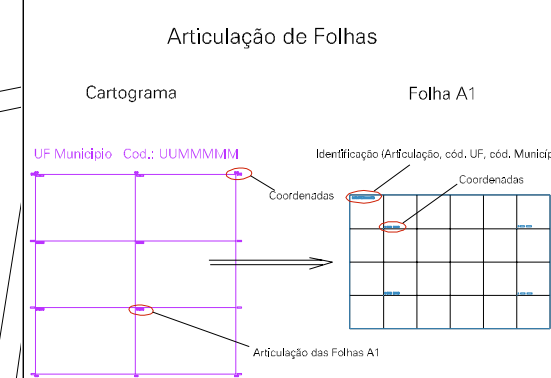 Articulação de Folhas
Cartograma
Folha A1
UF Municipio Cod.: UUMMMMM
Identificação (Articulação, cód. UF, cód. Municíp
Coordenadas
Coordenadas
Articulação das Folhas A1